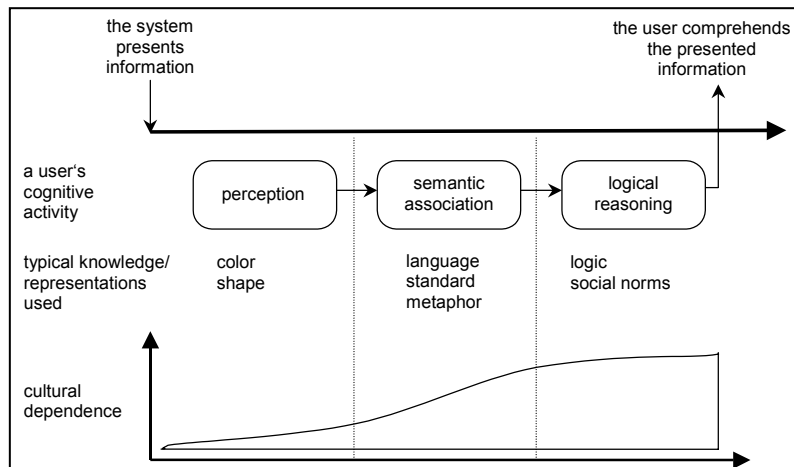 the system
presents
information
the user comprehends
the presented
information
a user‘s
cognitive
activity
perception
semantic
association
logical
reasoning
typical knowledge/
representations
used
color
shape
language
standard
metaphor
logic
social norms
cultural
dependence